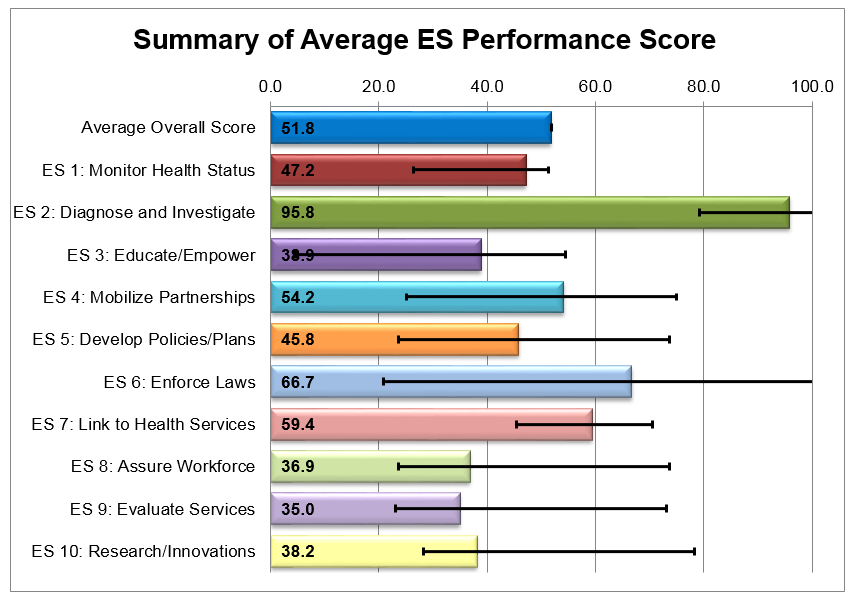 Summary of Average ES Performance Score
0.0 20.0 40.0 60.0 80.0 100.0
Average Overall Score 51.8
ES 1: Monitor Health Status 47.2
ES 2: Diagnose and Investigate 95.8
ES 3: Educate/Empower 38.9
ES 4: Mobilize Partnerships 54.2
ES 5: Develop Policies/Plans 45.8
ES 6: Enforce Laws 66.7
ES 7: Link to Health Services 59.4
ES 8: Assure Workforce 36.9
ES 9: Evaluate Services 35.0
ES 10: Research/Innovations 38.2